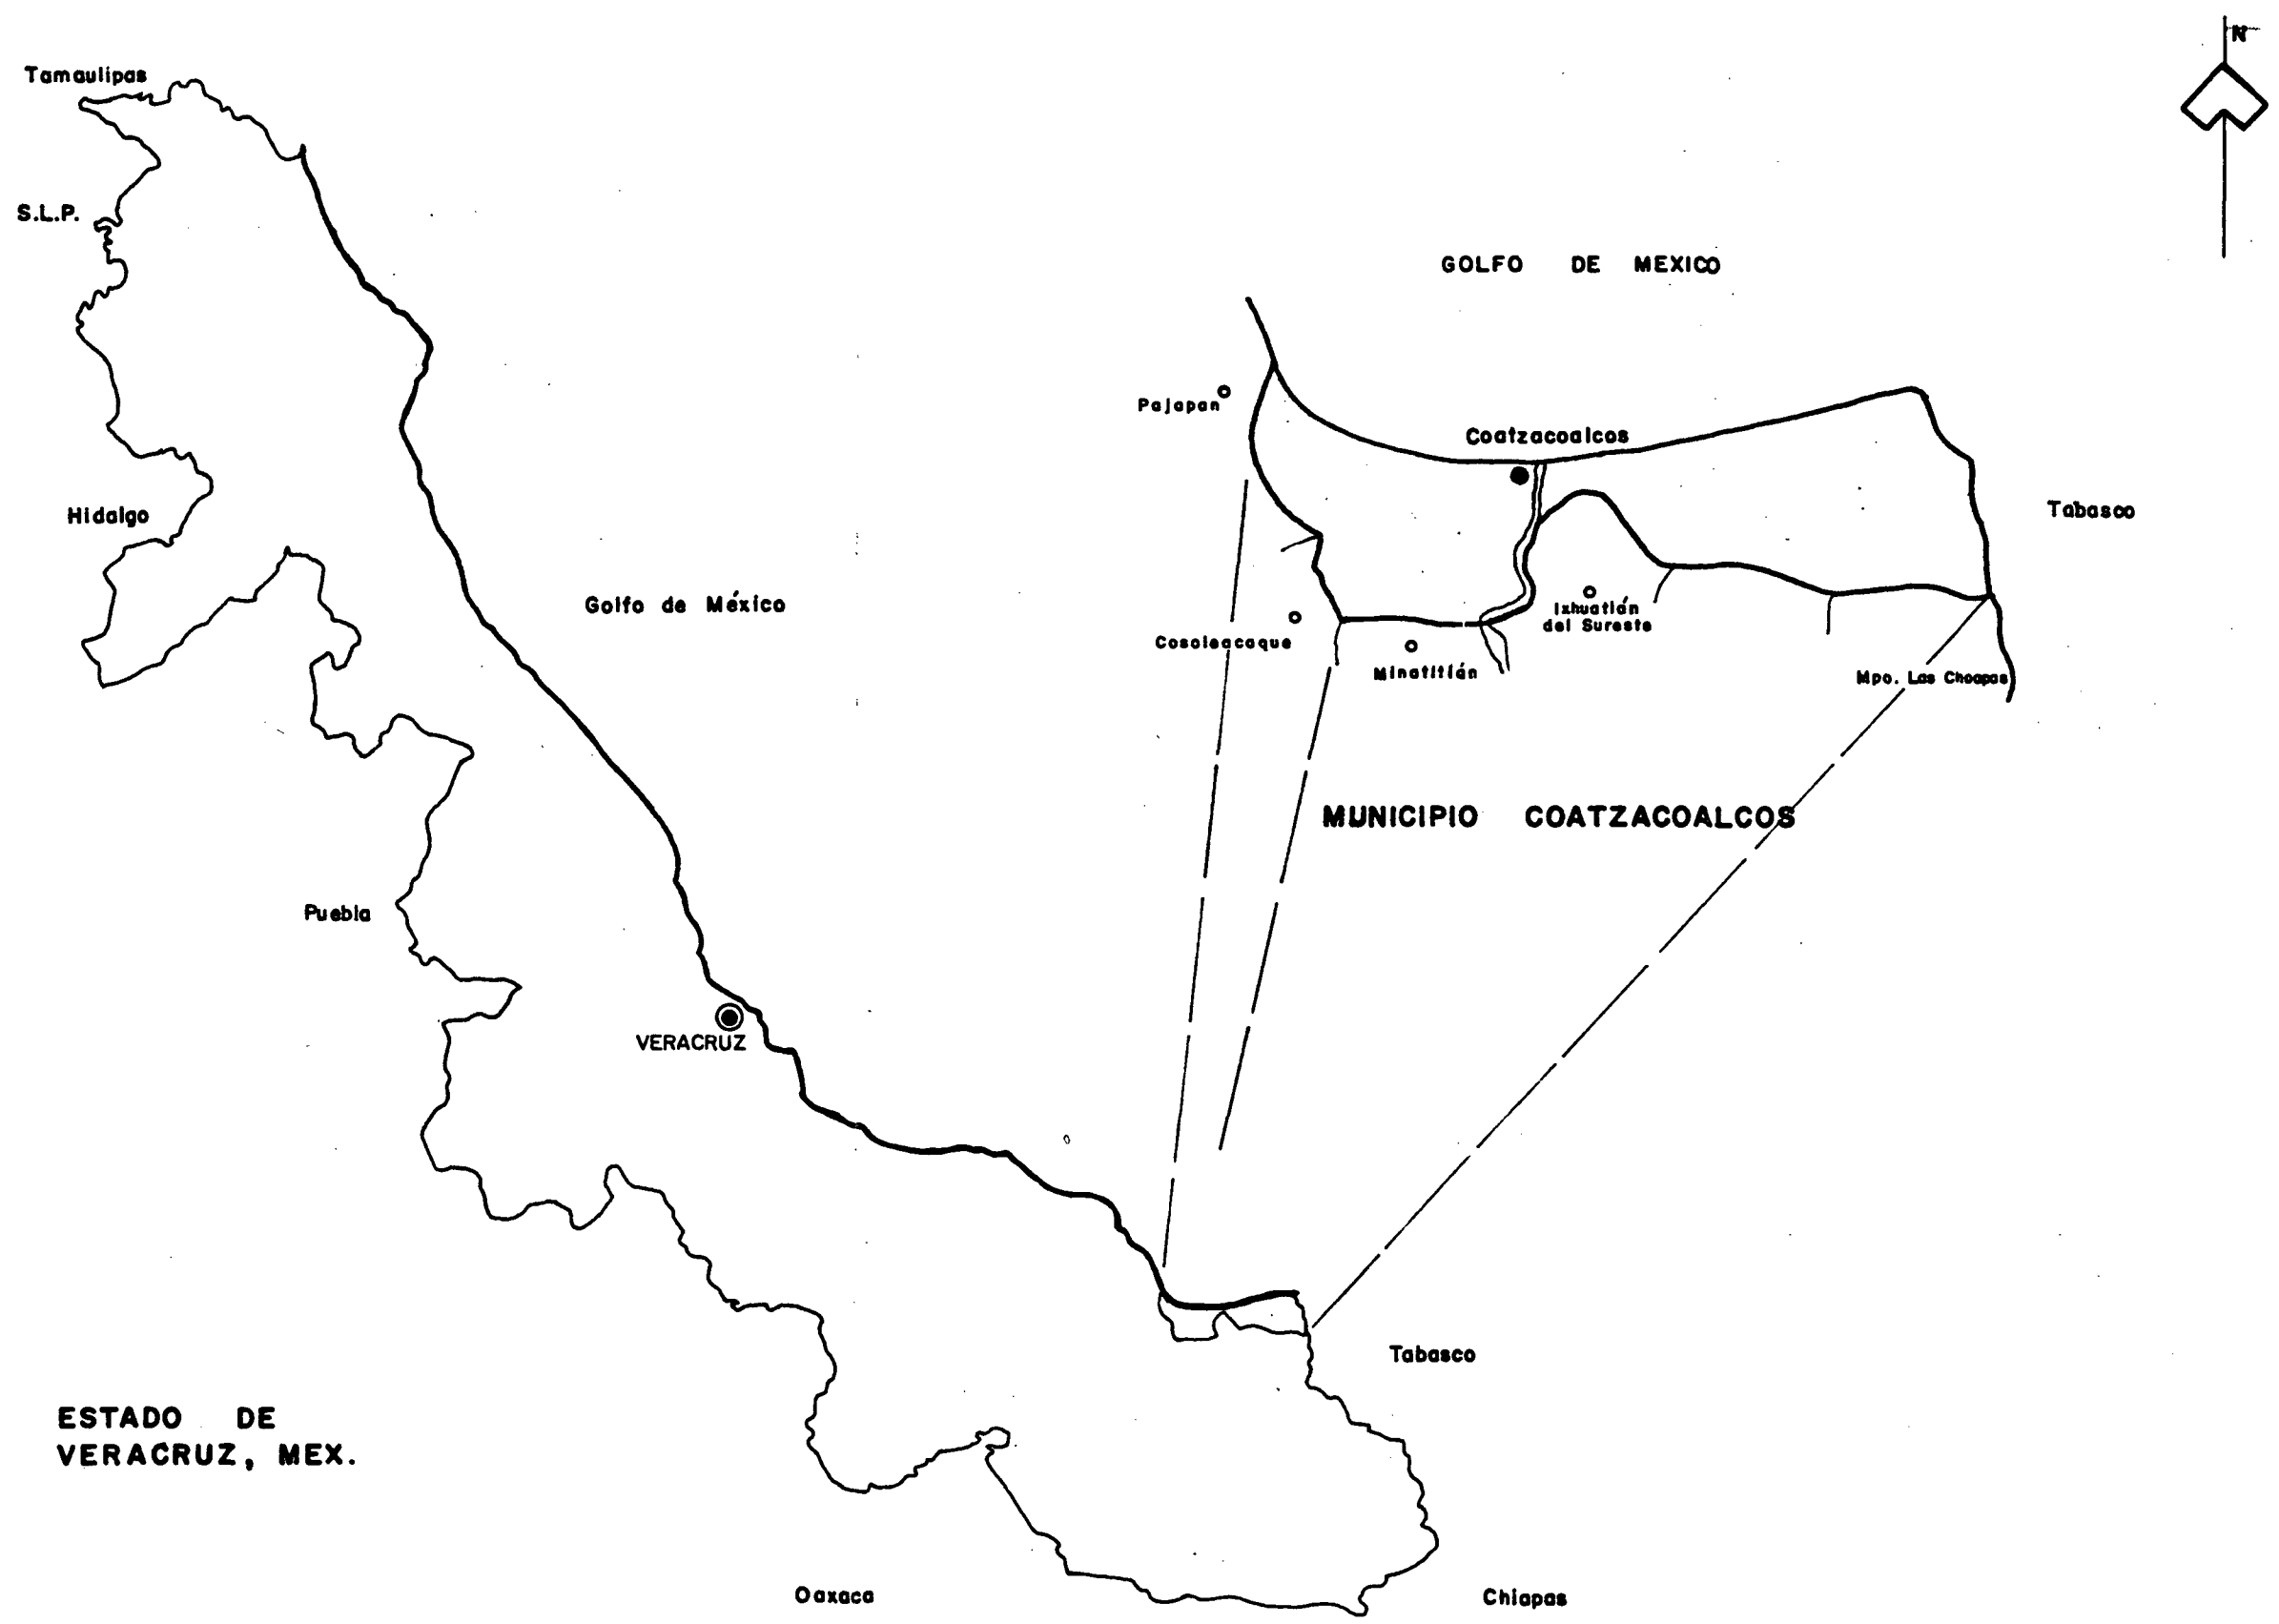 N
Tamaulipas
S.L.P.
GOLFO DE MEXICO
Pajapan
Coatzacoalcos
Hidalgo
Tabasco
Golfo de México
Ixhuatlán
del Sureste
Cosoleacaque
Minatitlán
Mpo. Las Choapas
MUNICIPIO COATZACOALCOS
Puebla
VERACRUZ
Tabasco
ESTADO DE
VERACRUZ, MEX.
Oaxaca
Chiapas